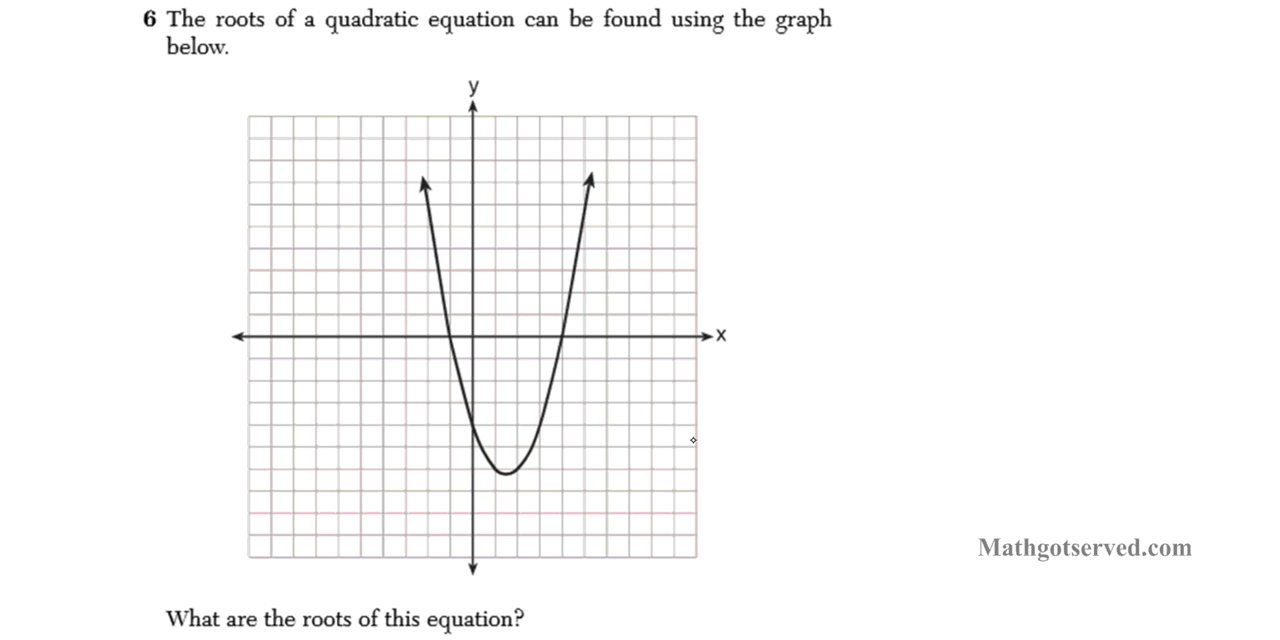 6 The roots of a quadratic equation can be found using the graph
below.
y
x
Mathgotserved.com
What are the roots of this equation?